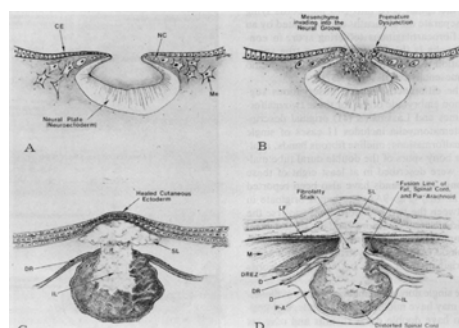 CE
NC
Me
Neural Plate
(Neuroectoderm)
A
Mesenchyme
Invading into the
Neural Groove
Premature
Disjunction
B
Healed Cutaneous
Ectoderm
SL
DR
IL
Fibrofatty
Stalk
SL
"Fusion Line" of
Fat, Spinal Cord,
and Pia-Arachnoid
LF
M
DREZ
D
DR
D
P-A
IL
Distorted Spinal Cord
D